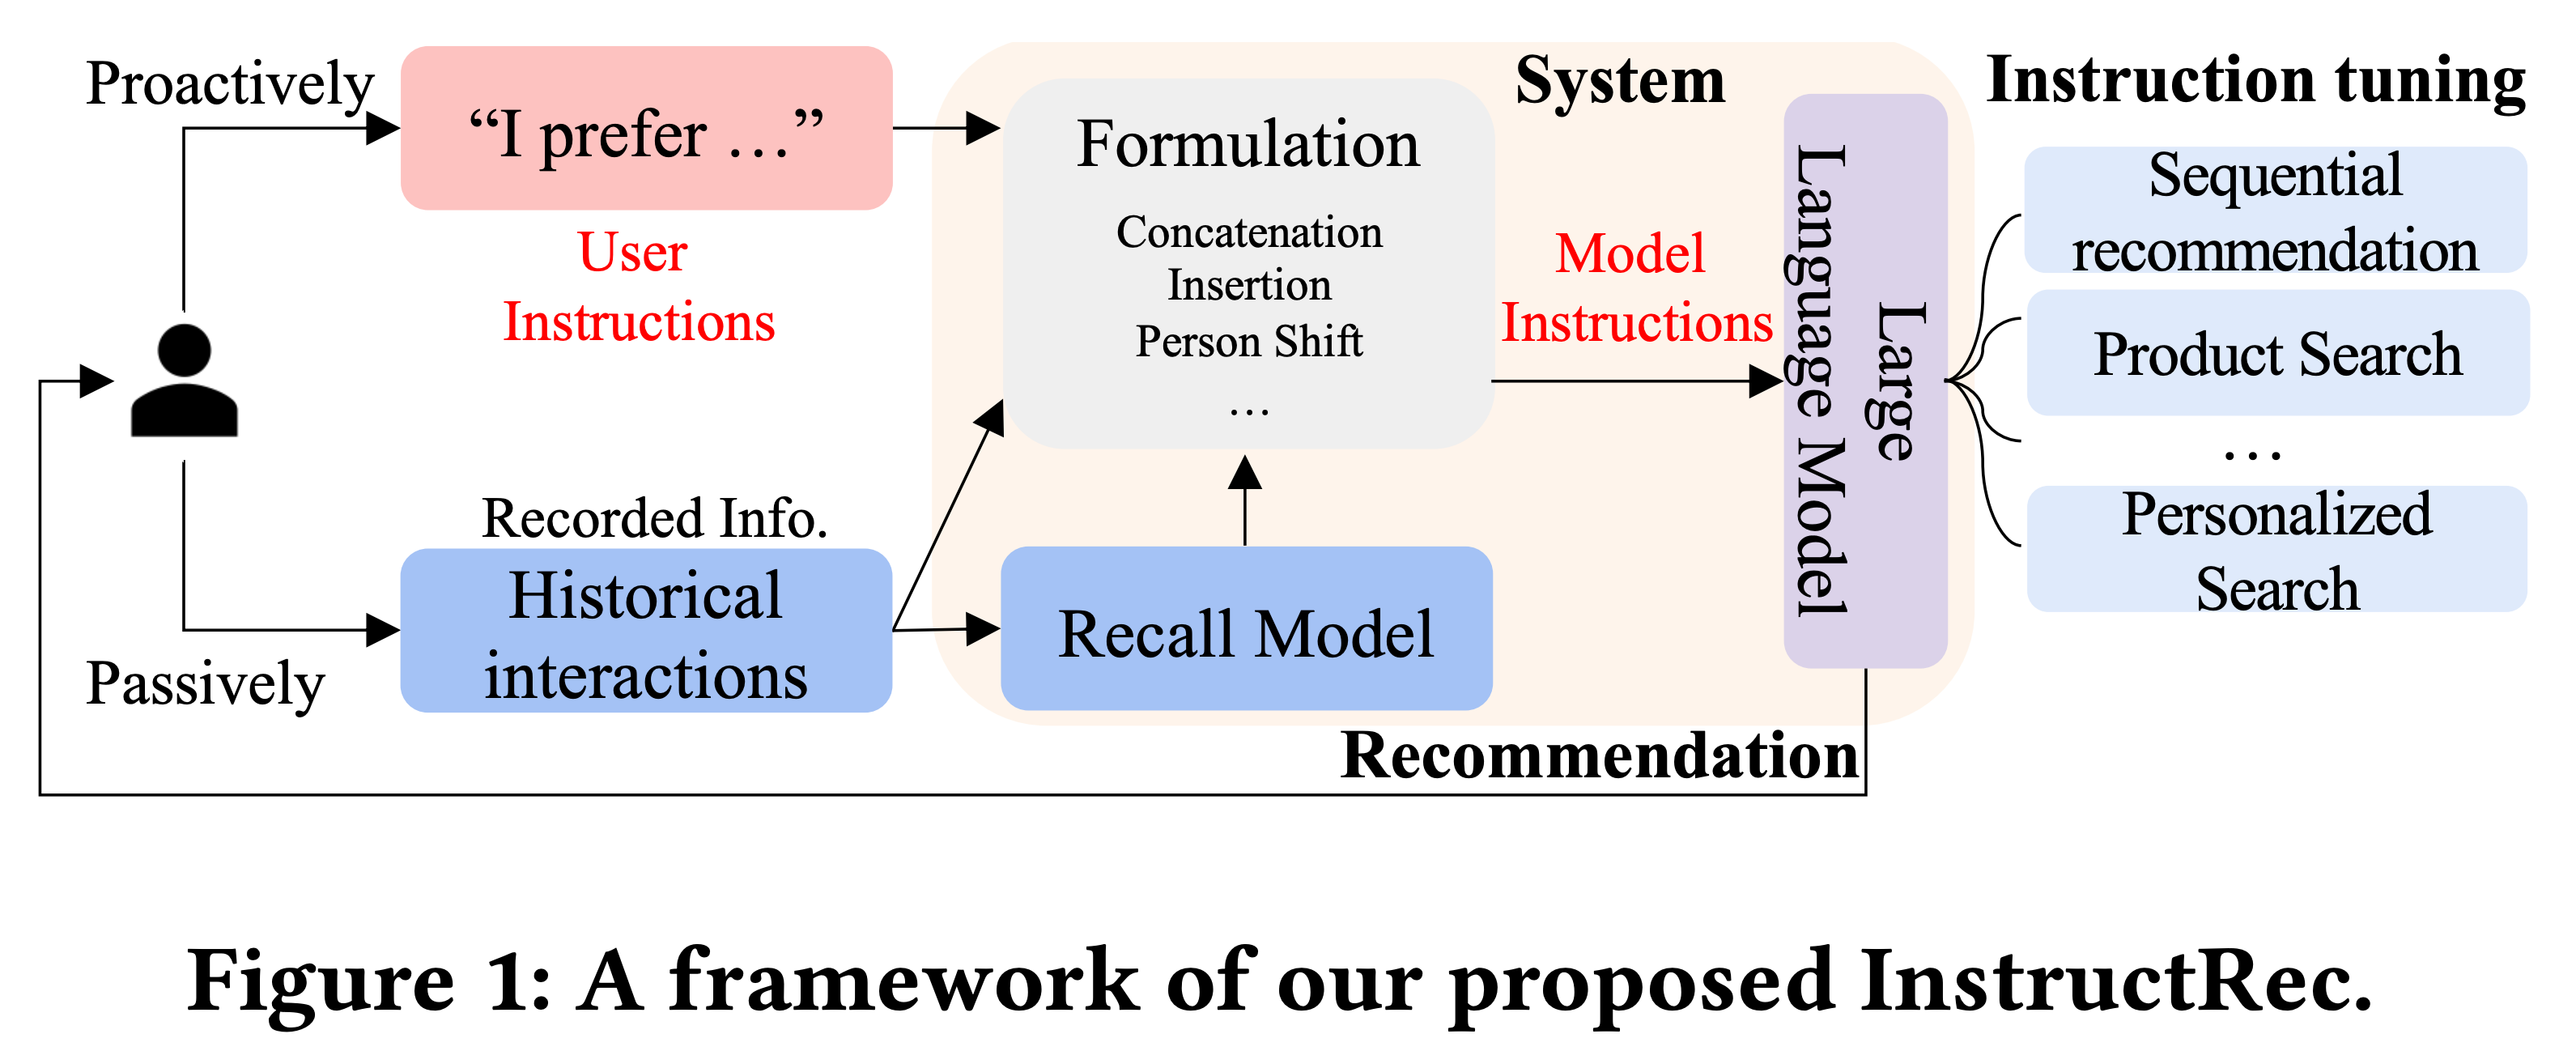 Proactively
“I prefer …”
User
Instructions
Passively
Recorded Info.
Historical
interactions
System
Formulation
Concatenation
Insertion
Person Shift
…
Recall Model
Model
Instructions
Large
Language Model
Recommendation
Instruction tuning
Sequential
recommendation
Product Search
…
Personalized
Search
Figure 1: A framework of our proposed InstructRec.